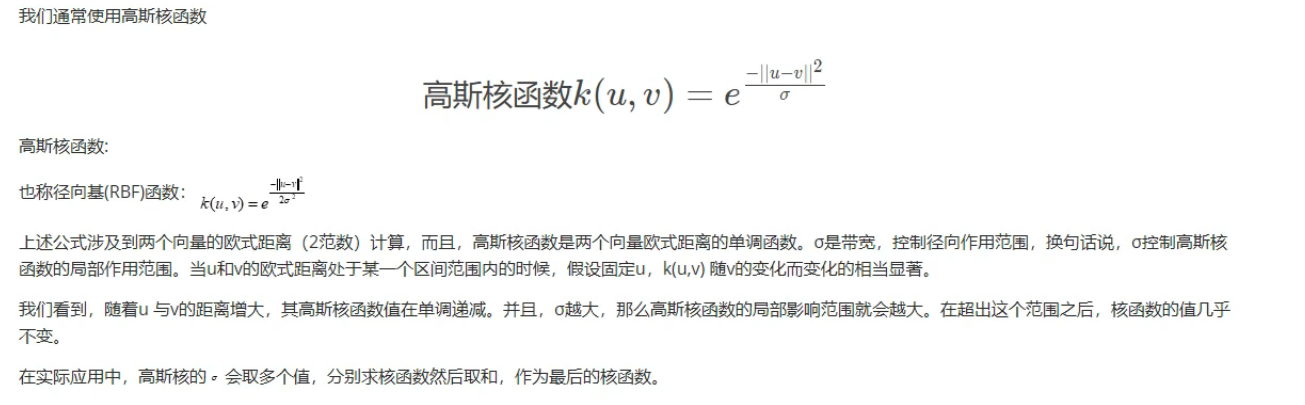 我们通常使用高斯核函数
高斯核函数k(u, v) = e^{\frac{-||u-v||^2}{σ}}
高斯核函数:
也称径向基(RBF)函数： k(u,v) = e^{\frac{-||u-v||^2}{2σ^2}}
上述公式涉及到两个向量的欧式距离（2范数）计算，而且，高斯核函数是两个向量欧式距离的单调函数。σ是带宽，控制径向作用范围，换句话说，σ控制高斯核
函数的局部作用范围。当u和v的欧式距离处于某一个区间范围内的时候，假设固定u，k(u,v) 随v的变化而变化的相当显著。
我们看到，随着u 与v的距离增大，其高斯核函数值在单调递减。并且，σ越大，那么高斯核函数的局部影响范围就会越大。在超出这个范围之后，核函数的值几乎
不变。
在实际应用中，高斯核的 σ 会取多个值，分别求核函数然后取和，作为最后的核函数。